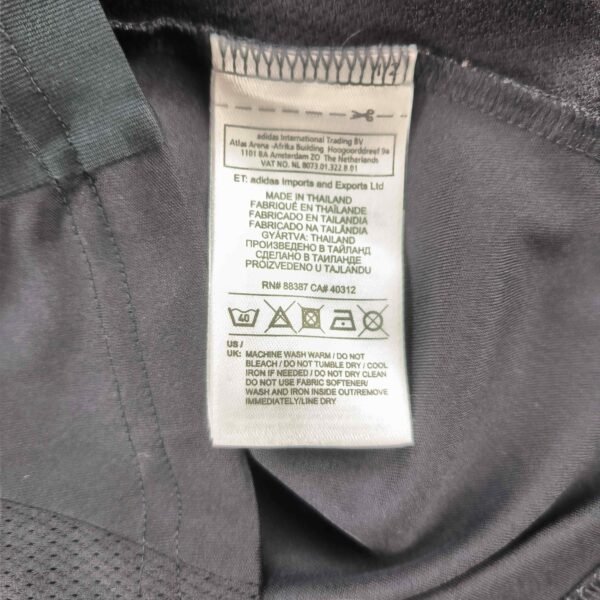 adidas International Trading BV
Atlas Arena -Afrika Building Hoogoorddreef 9a
1101 BA Amsterdam ZO The Netherlands
VAT NO. NL 8073.01.322.B.01
ET: adidas Imports and Exports Ltd
MADE IN THAILAND
FABRIQUÉ EN THAÏLANDE
FABRICADO EN TAILANDIA
FABRICADO NA TAILÂNDIA
GYÁRTVA: THAILAND
ПРОИЗВЕДЕНО В ТАЙЛАНД
СДЕЛАНО В ТАИЛАНДЕ
PROIZVEDENO U TAJLANDU
RN# 88387 CA# 40312
40
US /
UK: MACHINE WASH WARM / DO NOT
BLEACH / DO NOT TUMBLE DRY / COOL
IRON IF NEEDED / DO NOT DRY CLEAN
DO NOT USE FABRIC SOFTENER/
WASH AND IRON INSIDE OUT/REMOVE
IMMEDIATELY/LINE DRY